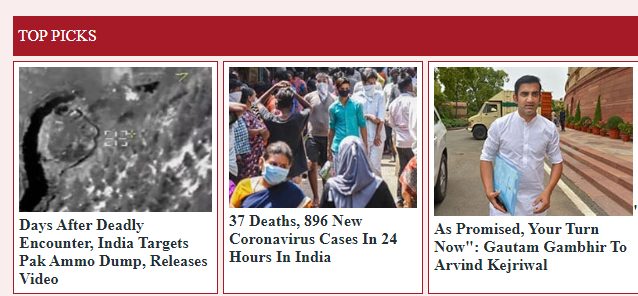 TOP PICKS
Days After Deadly
Encounter, India Targets
Pak Ammo Dump, Releases
Video
37 Deaths, 896 New
Coronavirus Cases In 24
Hours In India
"
As Promised, Your Turn
Now": Gautam Gambhir To
Arvind Kejriwal